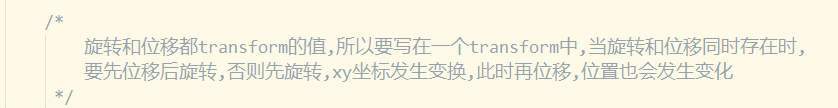 /*
旋转和位移都transform的值,所以要写在一个transform中,当旋转和位移同时存在时,
要先位移后旋转,否则先旋转,xy坐标发生变换,此时再位移,位置也会发生变化
*/